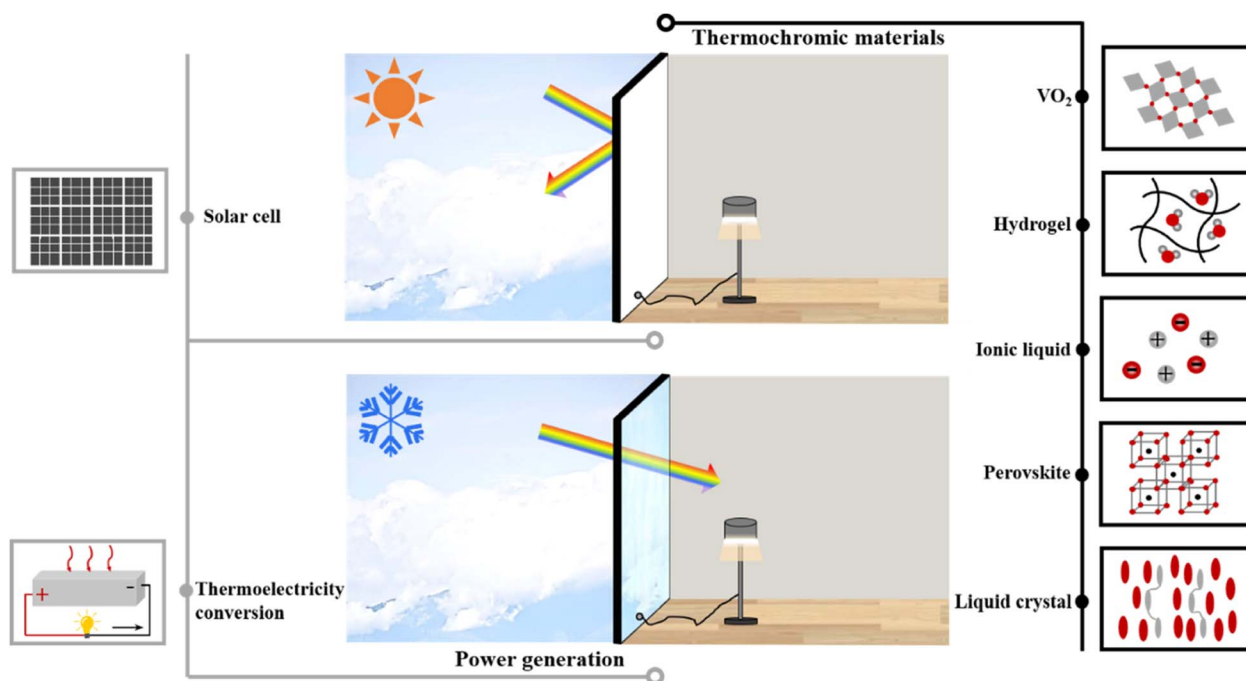 Thermochromic materials
VO₂
Hydrogel
Ionic liquid
Perovskite
Liquid crystal
Solar cell
Thermoelectricity
conversion
Power generation